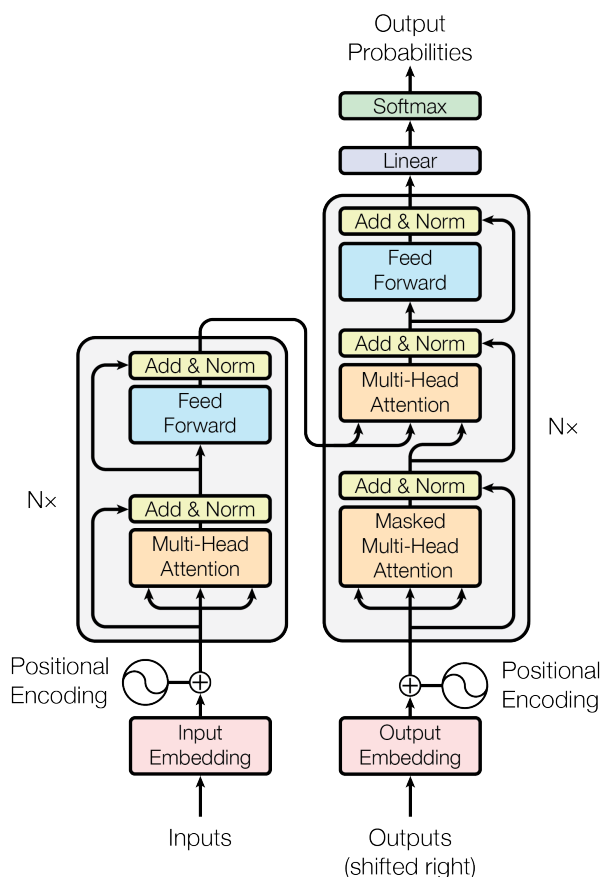 Output
Probabilities
Softmax
Linear
Add & Norm
Feed
Forward
Add & Norm
Multi-Head
Attention
Nx
Add & Norm
Masked
Multi-Head
Attention
Add & Norm
Feed
Forward
Nx
Add & Norm
Multi-Head
Attention
Positional
Encoding
Positional
Encoding
Input
Embedding
Output
Embedding
Inputs
Outputs
(shifted right)